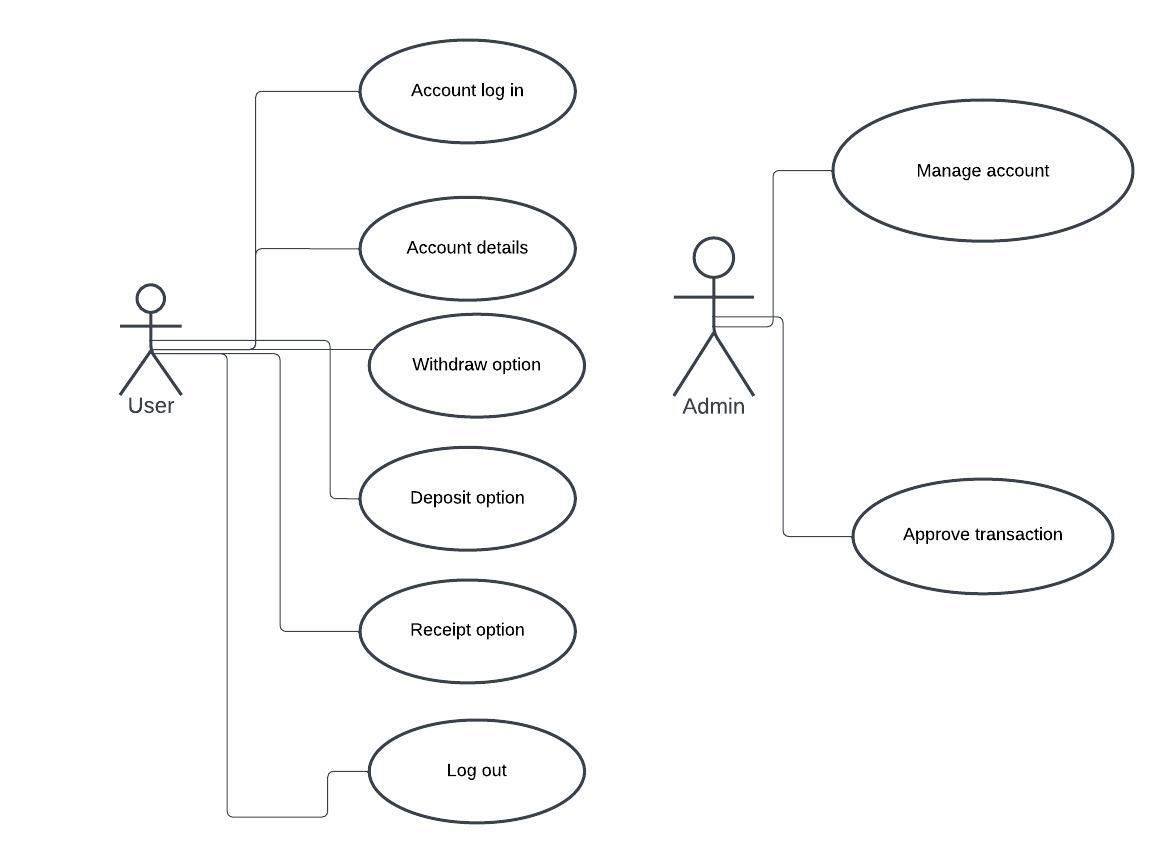 Account log in
Account details
Withdraw option
User
Deposit option
Receipt option
Log out
Manage account
Admin
Approve transaction